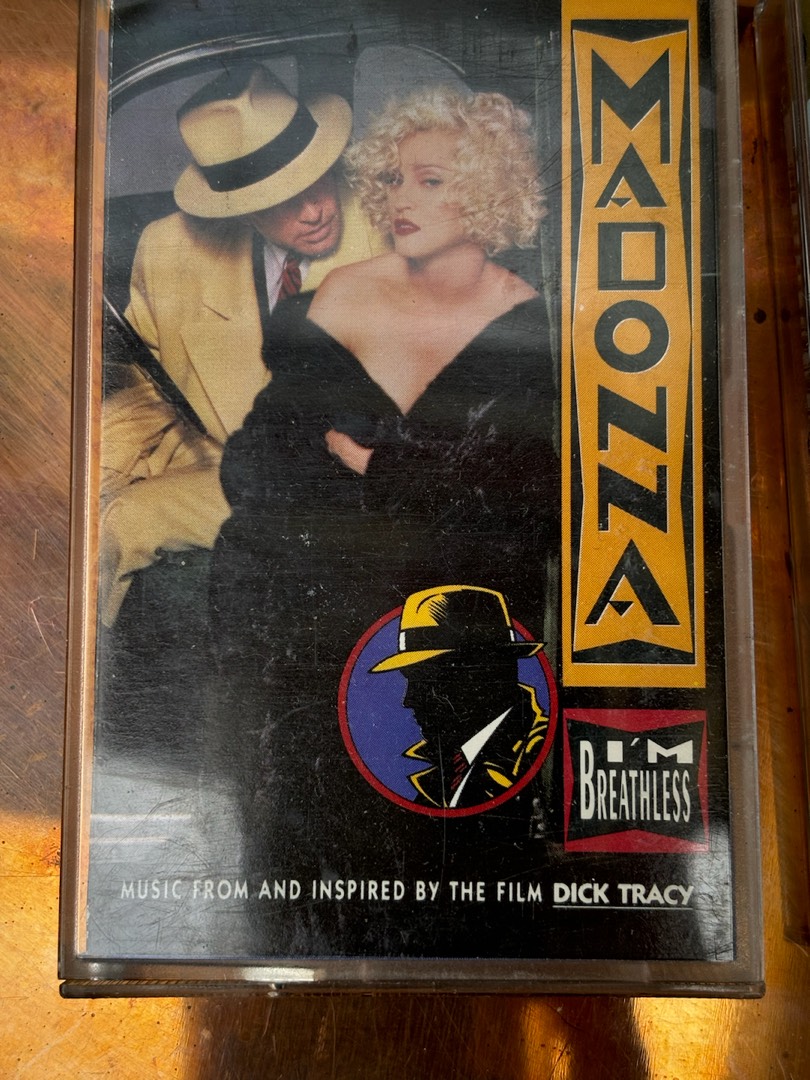 MADONNA
I'M
BREATHLESS
MUSIC FROM AND INSPIRED BY THE FILM DICK TRACY